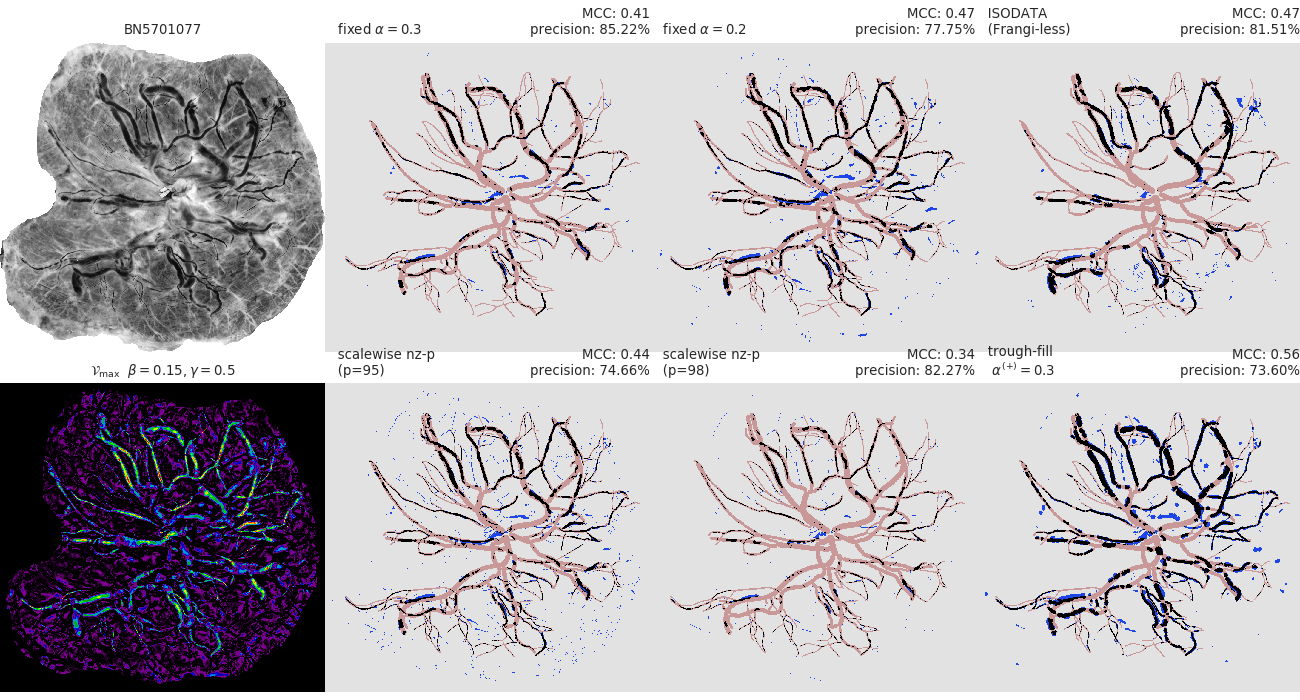 BN5701077
fixed α = 0.3
MCC: 0.41
precision: 85.22%
fixed α = 0.2
MCC: 0.47
precision: 77.75%
ISODATA
(Frangi-less)
MCC: 0.47
precision: 81.51%
𝒱max β = 0.15, γ = 0.5
scalewise nz-p
(p=95)
MCC: 0.44
precision: 74.66%
scalewise nz-p
(p=98)
MCC: 0.34
precision: 82.27%
trough-fill
α(+) = 0.3
MCC: 0.56
precision: 73.60%